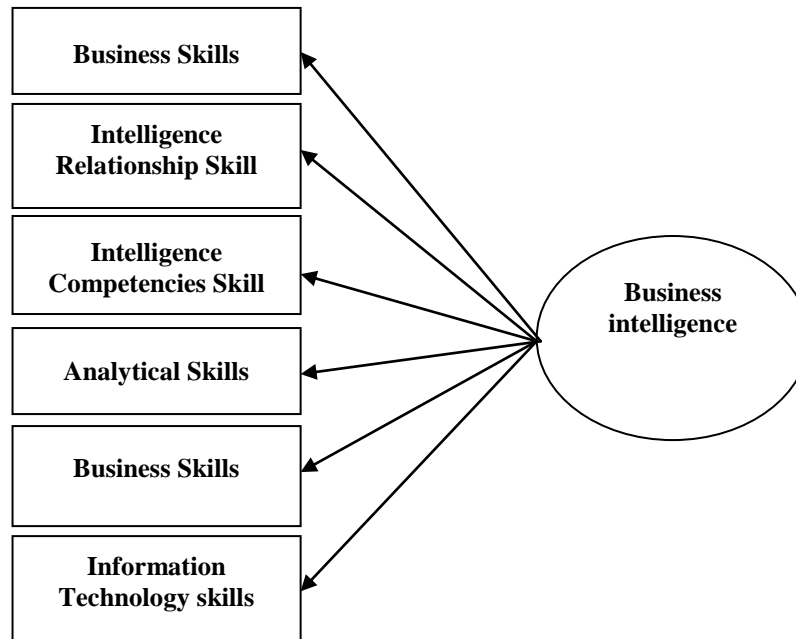 Business Skills
Intelligence
Relationship Skill
Intelligence
Competencies Skill
Business
intelligence
Analytical Skills
Business Skills
Information
Technology skills